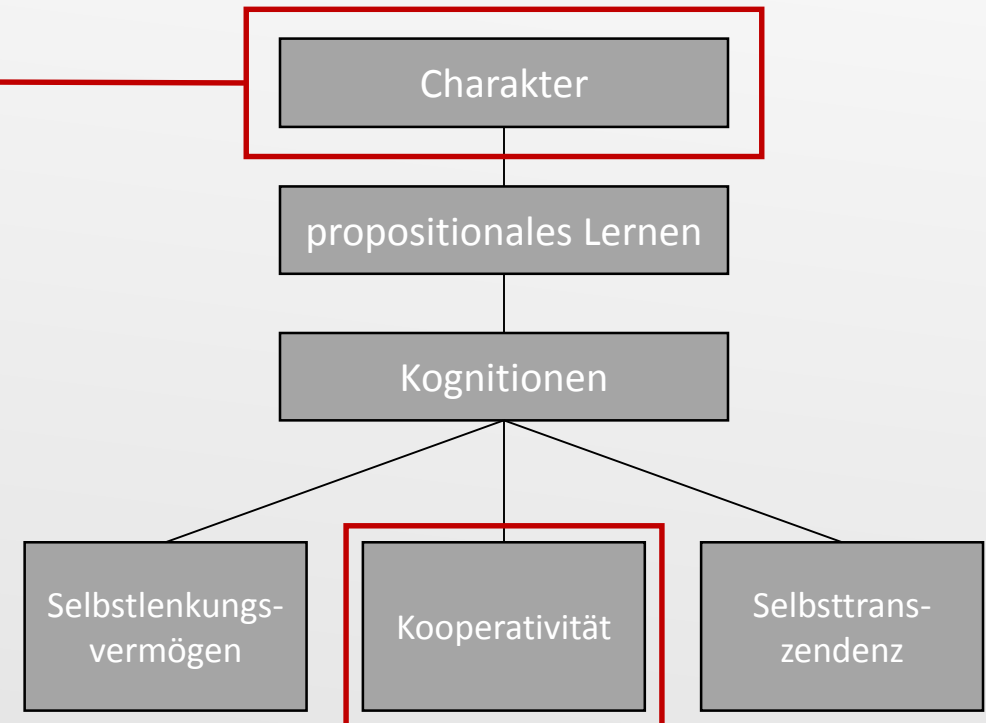 Charakter
propositionales Lernen
Kognitionen
Selbstlenkungs-
vermögen
Kooperativität
Selbsttrans-
zendenz